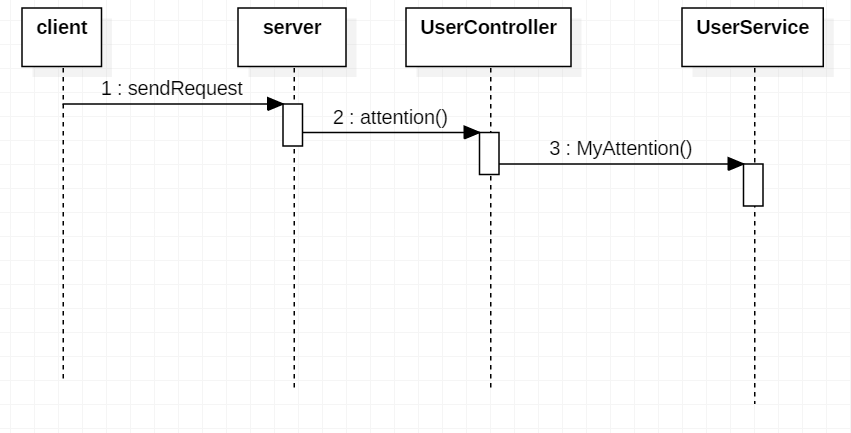 client
server
UserController
UserService
1 : sendRequest
2 : attention()
3 : MyAttention()